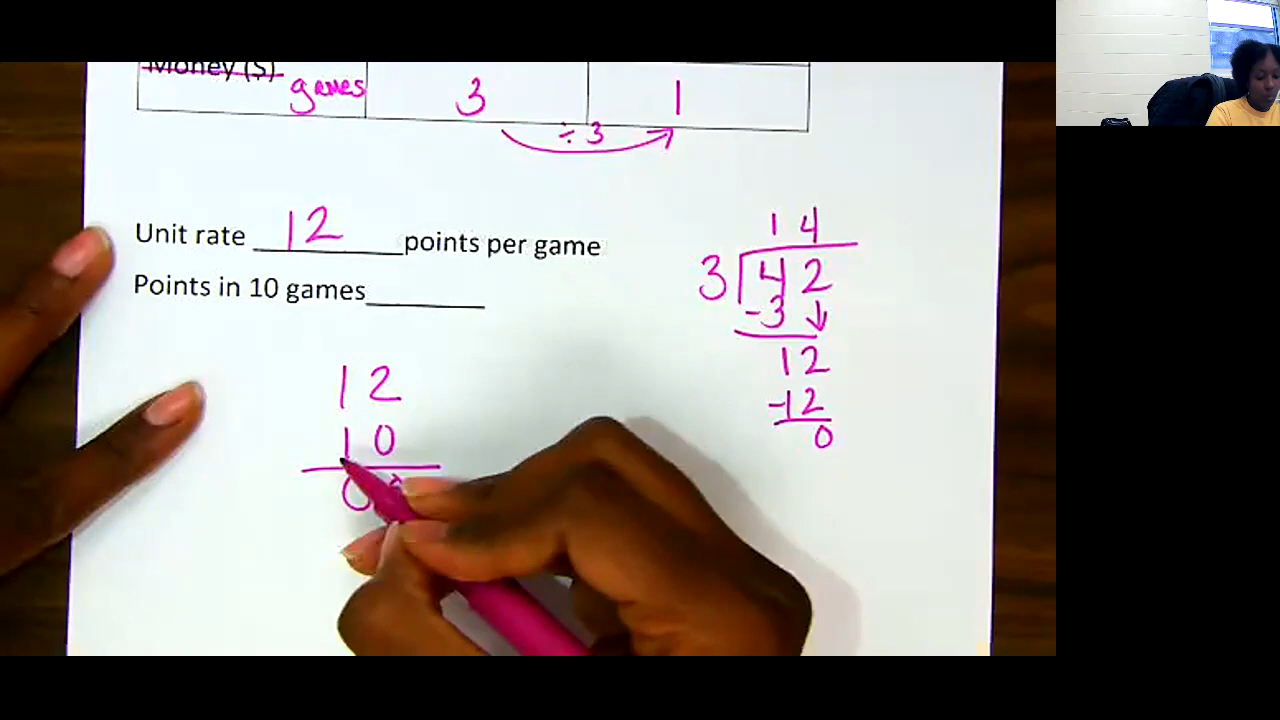 Money ($)
games 3 1
÷ 3
Unit rate 12 points per game
Points in 10 games
14
3 42
-3
12
-12
0
12
10
0